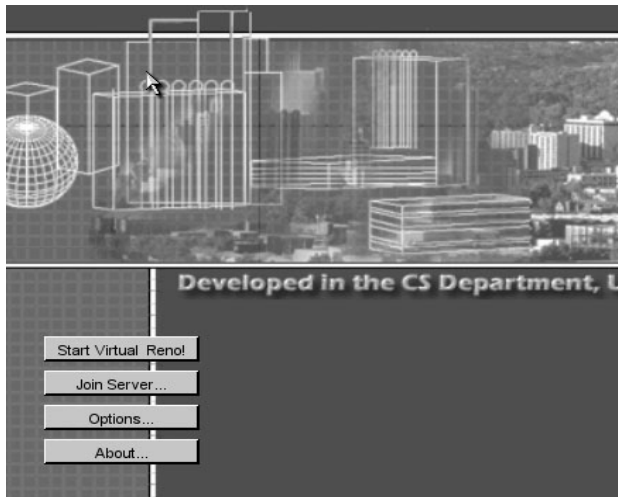 Developed in the CS Department, U
Start Virtual Reno!
Join Server...
Options...
About...